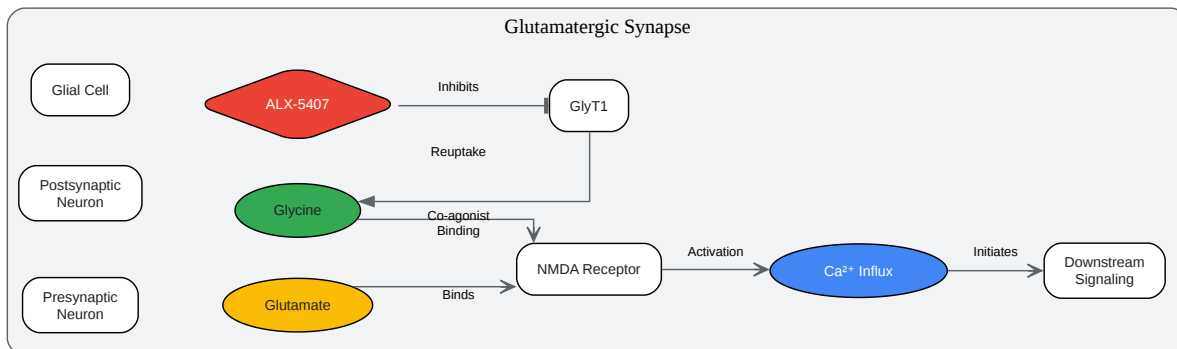 Glutamatergic Synapse
Glial Cell
ALX-5407
Inhibits
GlyT1
Reuptake
Postsynaptic
Neuron
Glycine
Co-agonist
Binding
NMDA Receptor
Activation
Ca²⁺ Influx
Initiates
Downstream
Signaling
Presynaptic
Neuron
Glutamate
Binds